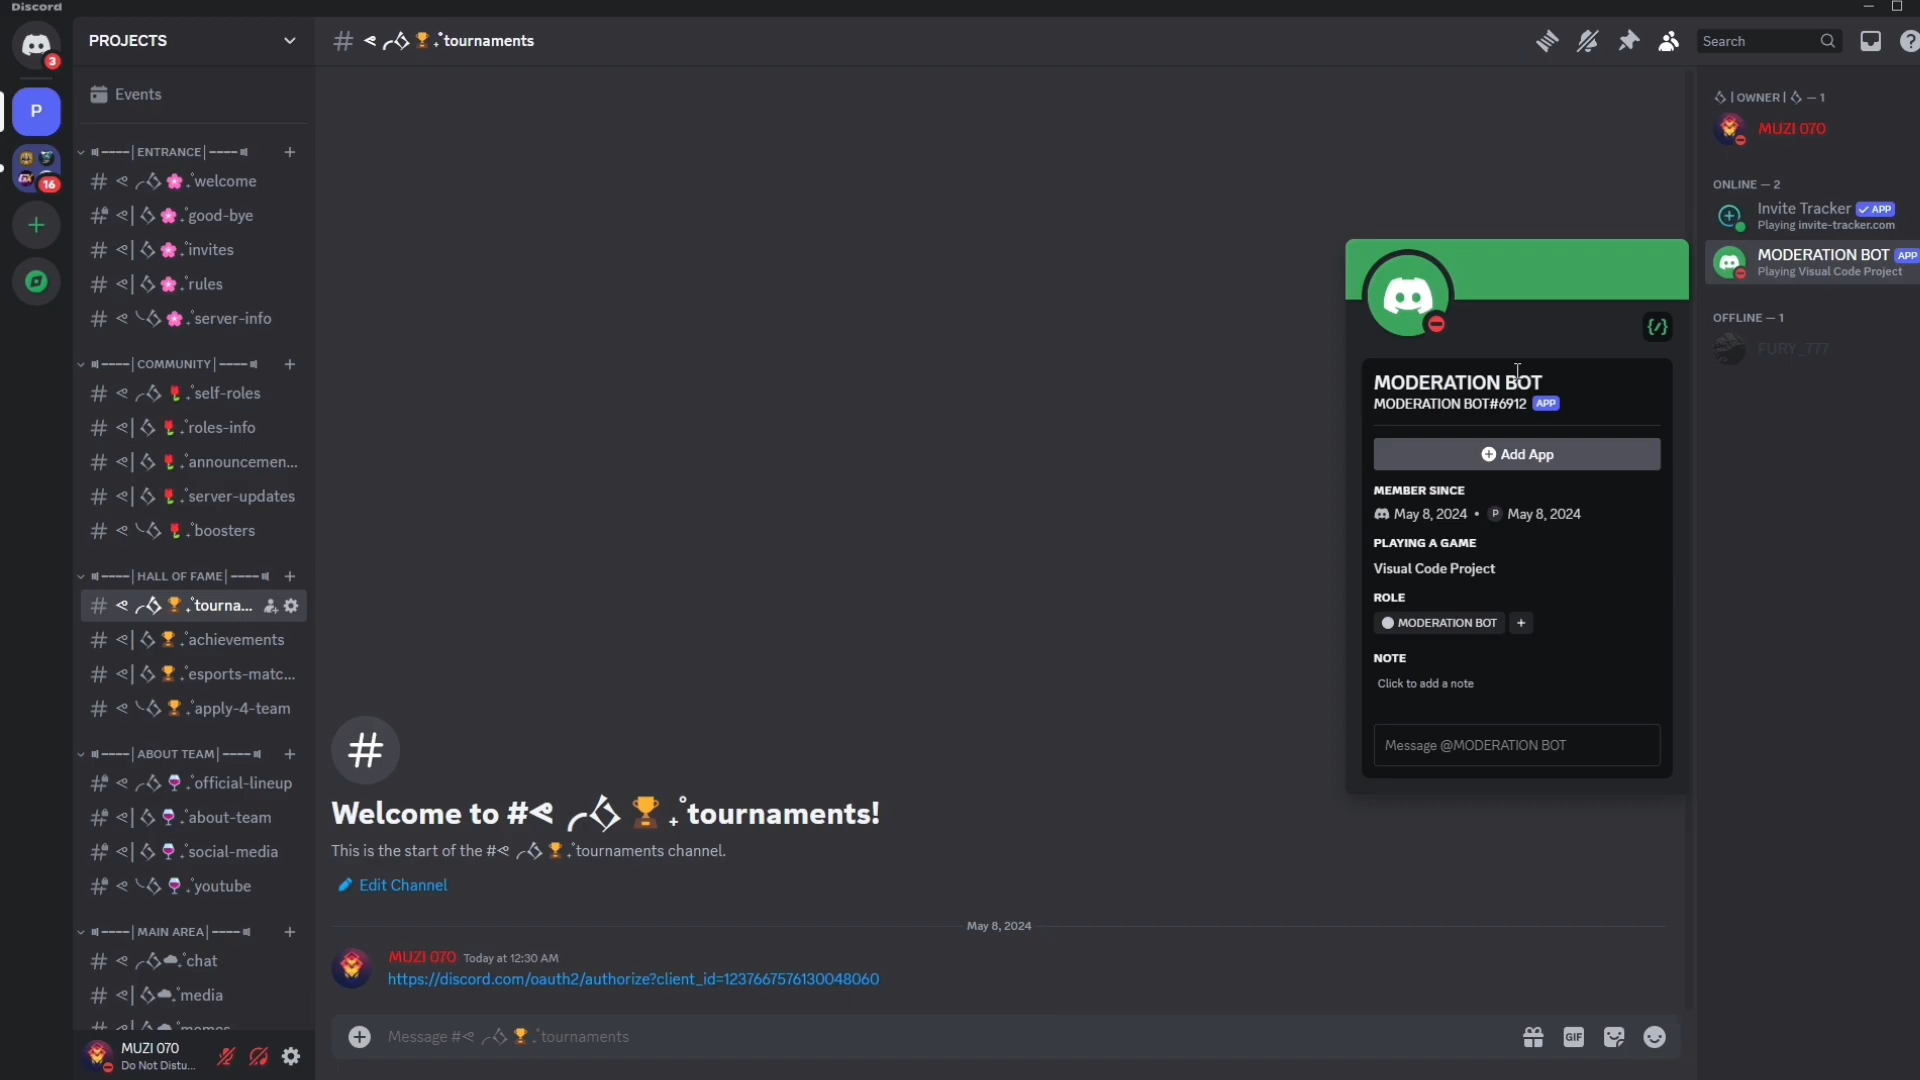 Discord
3
PROJECTS
P
16
Events
ENTRANCE
welcome
good-bye
invites
rules
server-info
COMMUNITY
self-roles
roles-info
announcemen...
server-updates
boosters
HALL OF FAME
tourna...
achievements
esports-matc...
apply-4-team
ABOUT TEAM
official-lineup
about-team
social-media
youtube
MAIN AREA
chat
media
memes
MUZI 070
Do Not Distu...
# tournaments
Search
Welcome to # tournaments!
This is the start of the # tournaments channel.
Edit Channel
May 8, 2024
MUZI 070 Today at 12:30 AM
https://discord.com/oauth2/authorize?client_id=1237667576130048060
Message # tournaments
GIF
MODERATION BOT
MODERATION BOT#6912 APP
Add App
MEMBER SINCE
May 8, 2024 • P May 8, 2024
PLAYING A GAME
Visual Code Project
ROLE
MODERATION BOT +
NOTE
Click to add a note
Message @MODERATION BOT
| OWNER | — 1
MUZI 070
ONLINE — 2
Invite Tracker ✓ APP
Playing invite-tracker.com
MODERATION BOT APP
Playing Visual Code Project
OFFLINE — 1
FURY_777